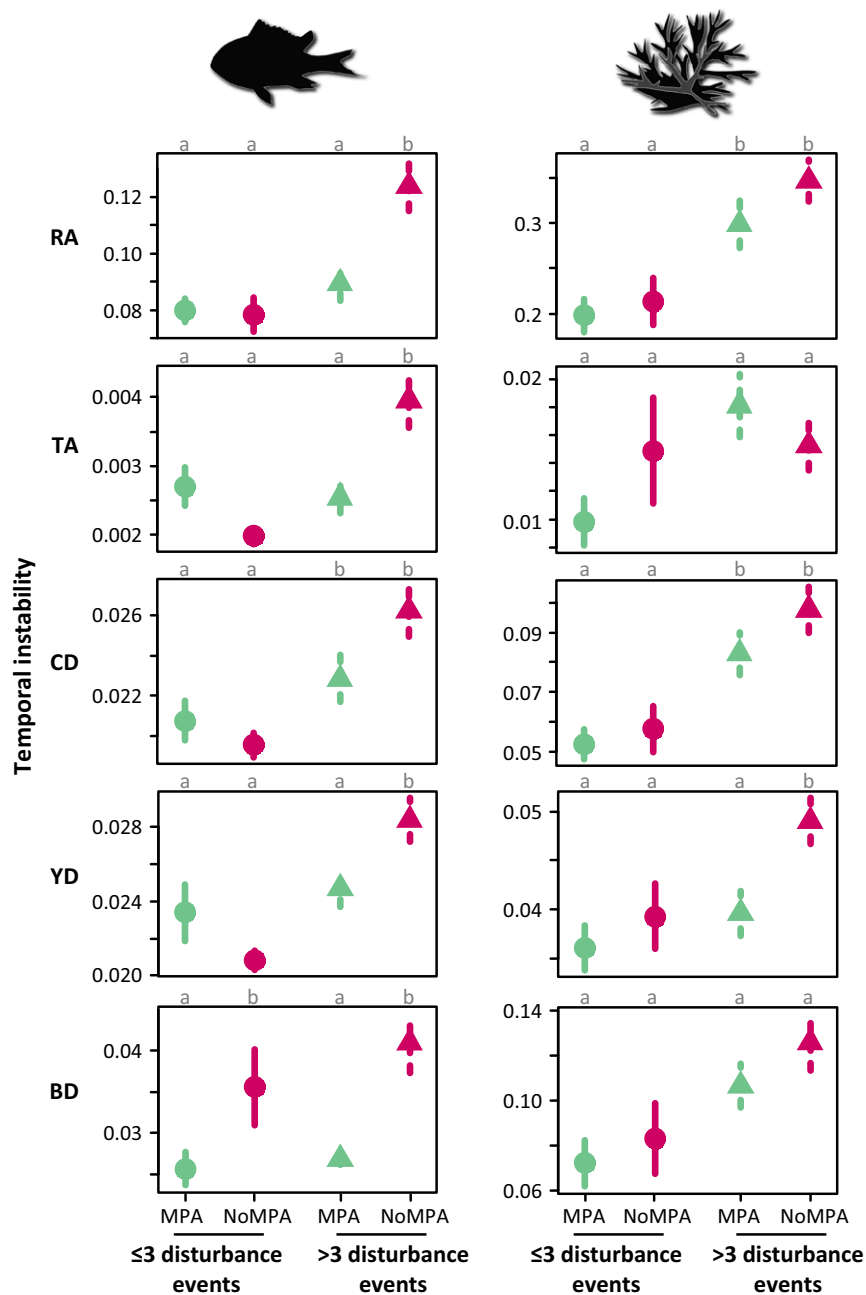 a a a b a a b b
RA
0.12
0.10
0.08
0.3
0.2
a a a b a a a a
TA
0.004
0.003
0.002
0.02
0.01
a a b b a a b b
CD
0.026
0.022
0.09
0.07
0.05
a a a b a a a b
YD
0.028
0.024
0.020
0.05
0.04
a b a b a a a a
BD
0.04
0.03
0.14
0.10
0.06
Temporal instability
MPA NoMPA MPA NoMPA MPA NoMPA MPA NoMPA
≤3 disturbance >3 disturbance ≤3 disturbance >3 disturbance
events events events events